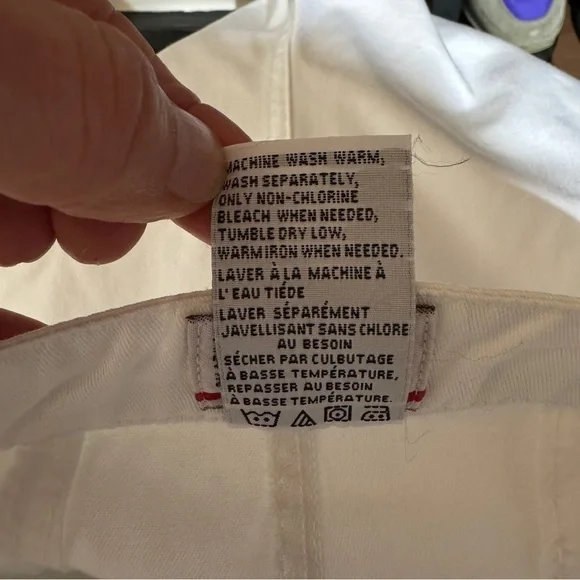 MACHINE WASH WARM,
WASH SEPARATELY,
ONLY NON-CHLORINE
BLEACH WHEN NEEDED,
TUMBLE DRY LOW,
WARM IRON WHEN NEEDED.
LAVER À LA MACHINE À
L'EAU TIÉDE
LAVER SÉPARÉMENT
JAVELLISANT SANS CHLORE
AU BESOIN
SÉCHER PAR CULBUTAGE
À BASSE TEMPÉRATURE,
REPASSER AU BESOIN
À BASSE TEMPÉRATURE.